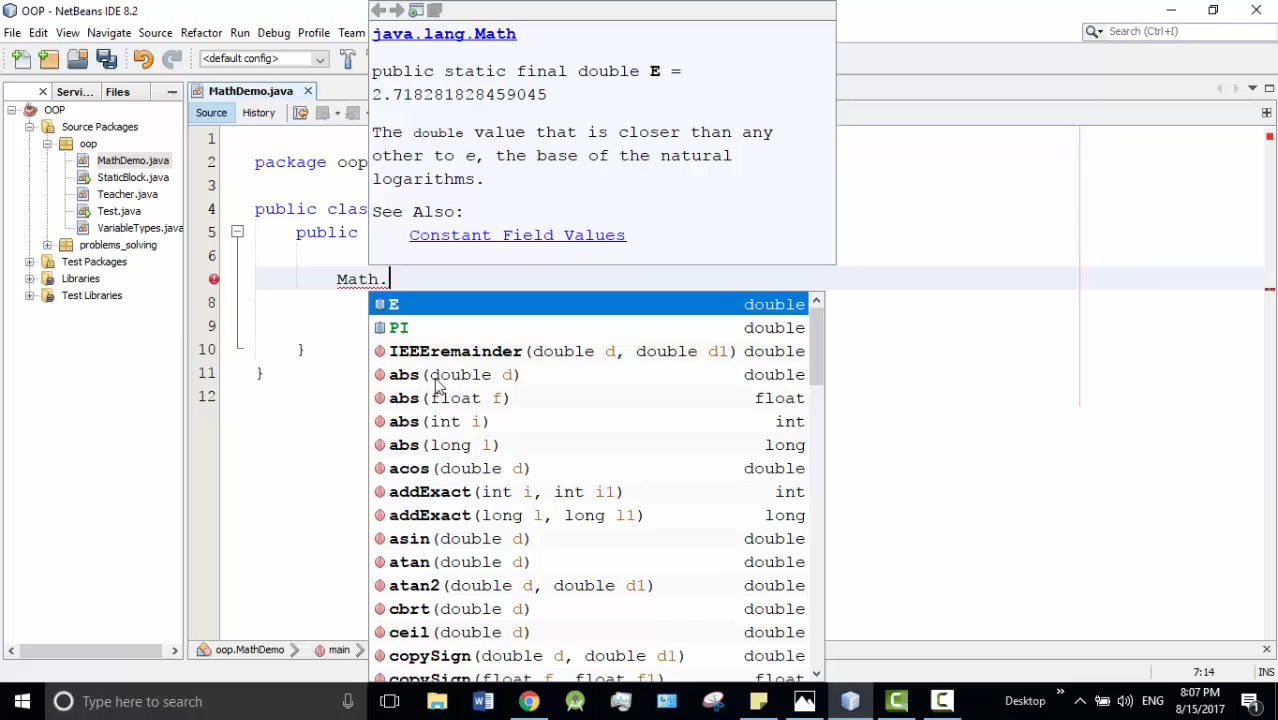 OOP - NetBeans IDE 8.2
File Edit View Navigate Source Refactor Run Debug Profile Team
Search (Ctrl+I)
<default config>
Servi... Files
OOP
Source Packages
oop
MathDemo.java
StaticBlock.java
Teacher.java
Test.java
VariableTypes.java
problems_solving
Test Packages
Libraries
Test Libraries
MathDemo.java
Source History
1
2 package oop
3
4 public clas
5 public
6
Math.
8
9
10 }
11 }
12
java.lang.Math
public static final double E =
2.718281828459045
The double value that is closer than any
other to e, the base of the natural
logarithms.
See Also:
Constant Field Values
E double
PI double
IEEEremainder(double d, double d1) double
abs(double d) double
abs(float f) float
abs(int i) int
abs(long l) long
acos(double d) double
addExact(int i, int i1) int
addExact(long l, long l1) long
asin(double d) double
atan(double d) double
atan2(double d, double d1) double
cbrt(double d) double
ceil(double d) double
copySign(double d, double d1) double
copySign(float f, float f1) float
oop.MathDemo main
7:14 INS
Type here to search
Desktop ENG 8:07 PM
8/15/2017